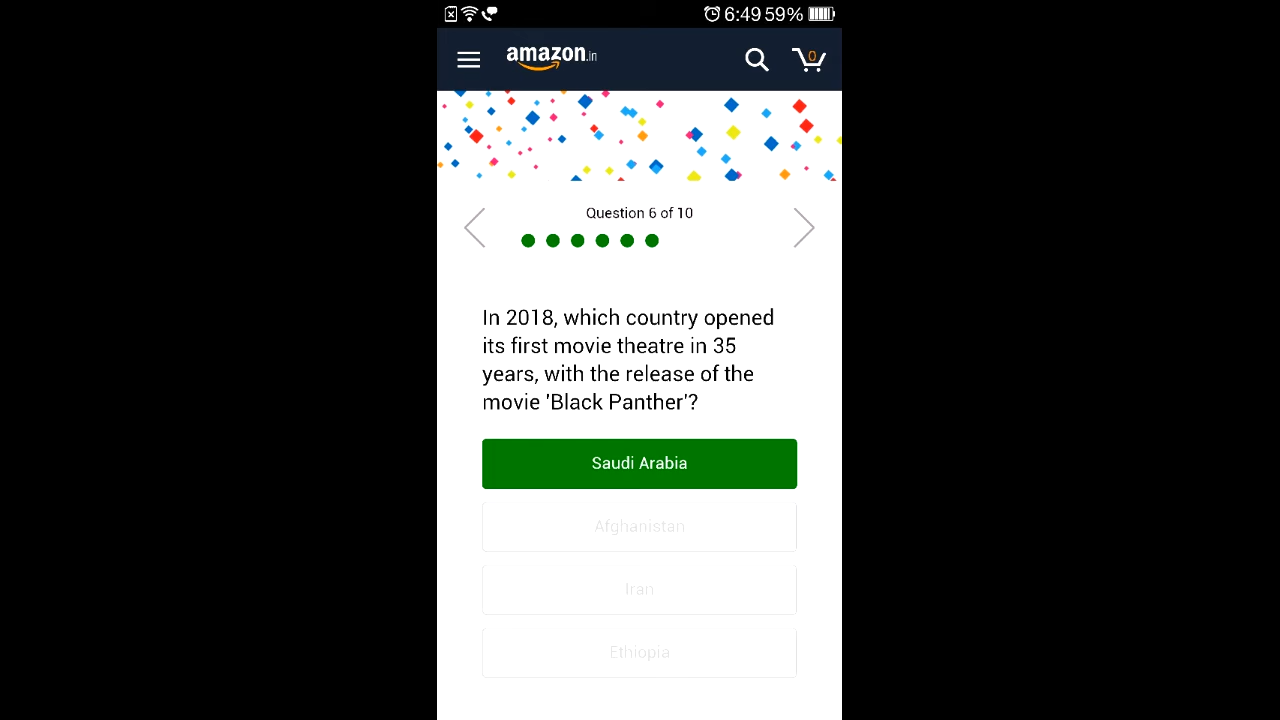 6:49 59%
amazon.in
0
Question 6 of 10
In 2018, which country opened
its first movie theatre in 35
years, with the release of the
movie 'Black Panther'?
Saudi Arabia
Afghanistan
Iran
Ethiopia